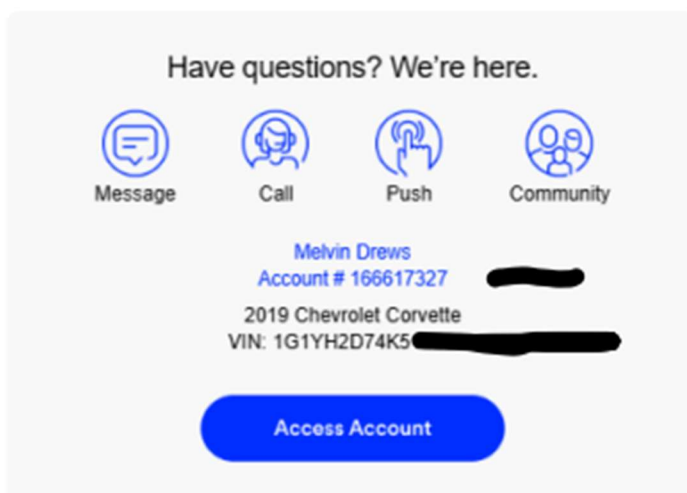 Have questions? We're here.
Message Call Push Community
Melvin Drews
Account # 166617327
2019 Chevrolet Corvette
VIN: 1G1YH2D74K5
Access Account